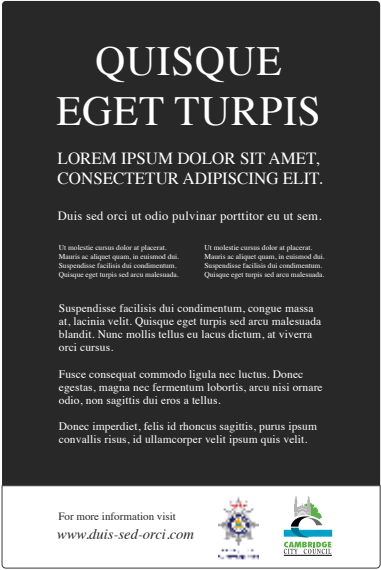 QUISQUE
EGET TURPIS
LOREM IPSUM DOLOR SIT AMET,
CONSECTETUR ADIPISCING ELIT.
Duis sed orci ut odio pulvinar porttitor eu ut sem.
Ut molestie cursus dolor at placerat.
Mauris ac aliquet quam, in euismod dui.
Suspendisse facilisis dui condimentum.
Quisque eget turpis sed arcu malesuada.
Ut molestie cursus dolor at placerat.
Mauris ac aliquet quam, in euismod dui.
Suspendisse facilisis dui condimentum.
Quisque eget turpis sed arcu malesuada.
Suspendisse facilisis dui condimentum, congue massa
at, lacinia velit. Quisque eget turpis sed arcu malesuada
blandit. Nunc mollis tellus eu lacus dictum, at viverra
orci cursus.
Fusce consequat commodo ligula nec luctus. Donec
egestas, magna nec fermentum lobortis, arcu nisi ornare
odio, non sagittis dui eros a tellus.
Donec imperdiet, felis id rhoncus sagittis, purus ipsum
convallis risus, id ullamcorper velit ipsum quis velit.
For more information visit
www.duis-sed-orci.com
CAMBRIDGE
CITY COUNCIL